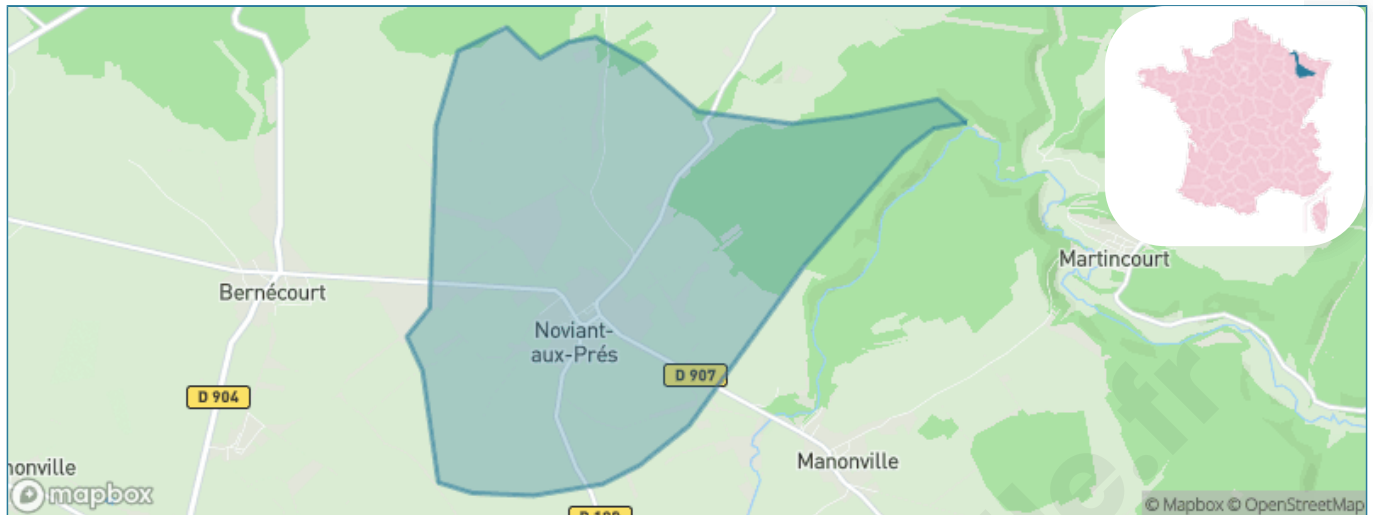 Martincourt
Bernécourt
Noviant-
aux-Prés
D 907
D 904
Manonville
nonville
mapbox
© Mapbox © OpenStreetMap